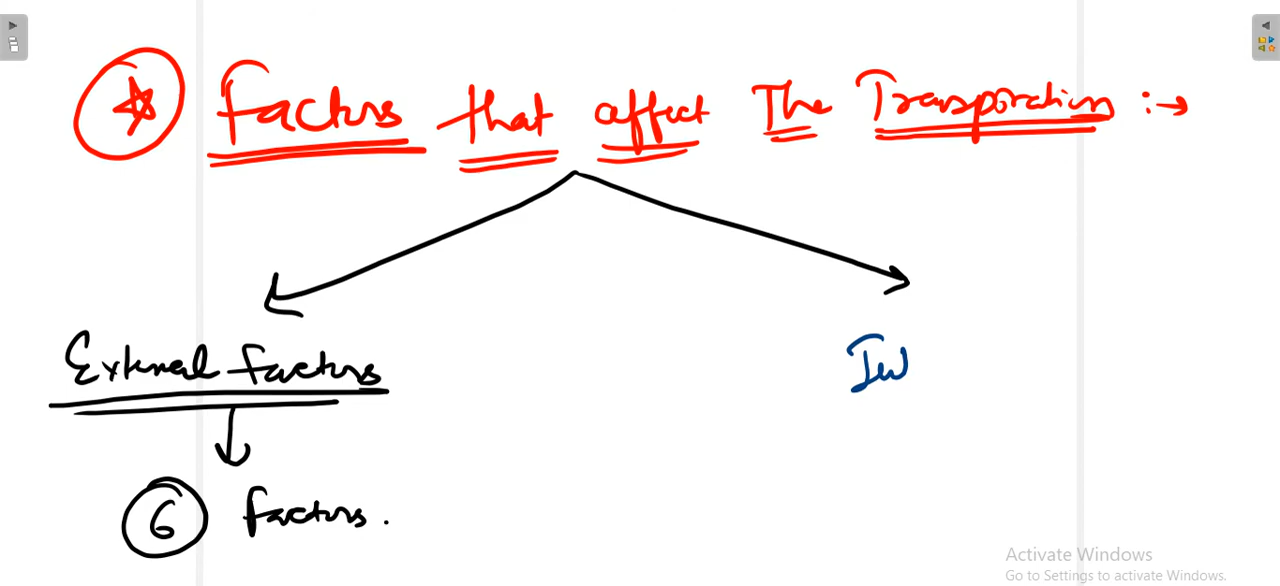 Factors that affect The Transpiration :→
External factors
6 factors.
Activate Windows
Go to Settings to activate Windows.